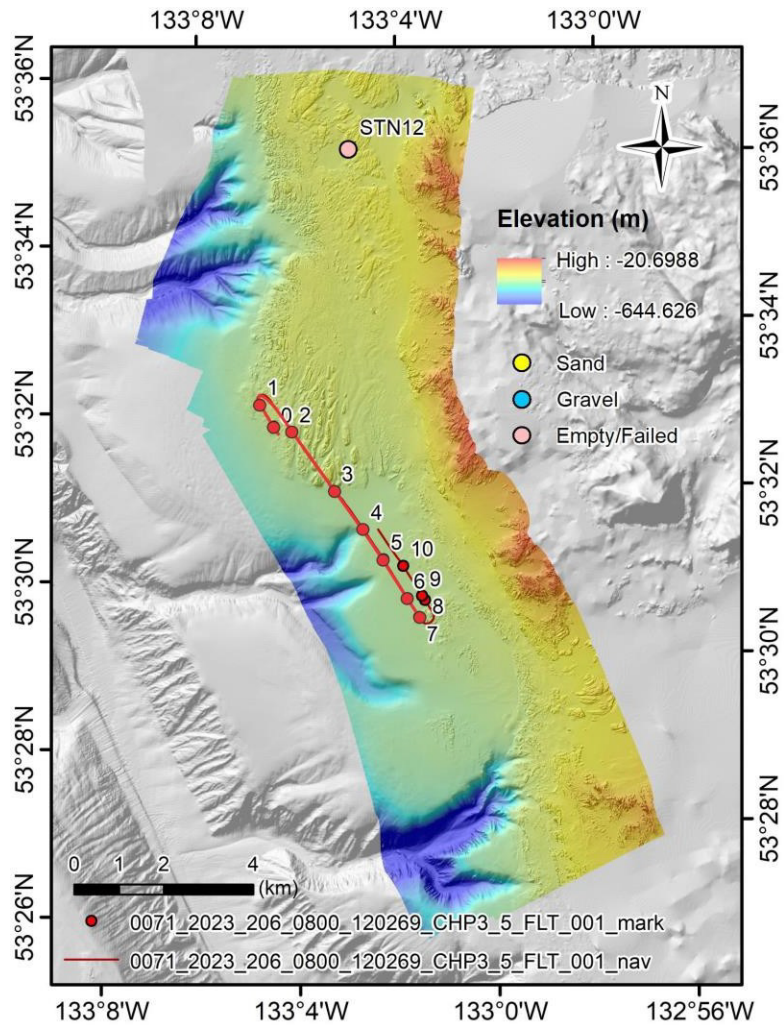 133°8'W 133°4'W 133°0'W
53°36'N
N
STN12
53°36'N
Elevation (m)
53°34'N
High : -20.6988
Low : -644.626
53°34'N
Sand
1
Gravel
53°32'N
0 2
Empty/Failed
3
53°32'N
4
5
10
53°30'N
6 9
8
7
53°30'N
53°28'N
53°28'N
0 1 2 4
(km)
53°26'N
0071_2023_206_0800_120269_CHP3_5_FLT_001_mark
0071_2023_206_0800_120269_CHP3_5_FLT_001_nav
133°8'W 133°4'W 133°0'W 132°56'W